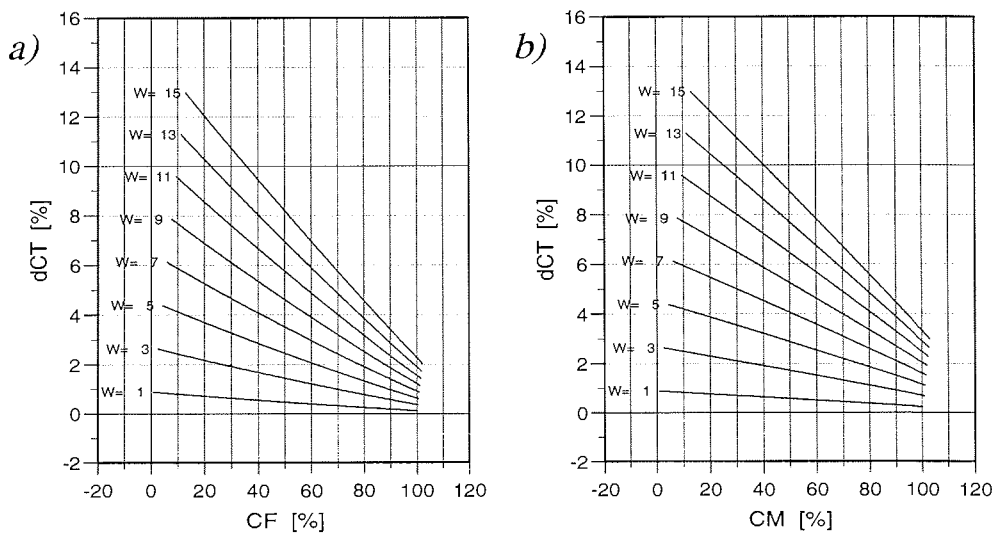 a)
16
14
12
10
8
6
4
2
0
-2
dCT [%]
W= 15
W= 13
W= 11
W= 9
W= 7
W= 5
W= 3
W= 1
-20 0 20 40 60 80 100 120
CF [%]
b)
16
14
12
10
8
6
4
2
0
-2
dCT [%]
W= 15
W= 13
W= 11
W= 9
W= 7
W= 5
W= 3
W= 1
-20 0 20 40 60 80 100 120
CM [%]